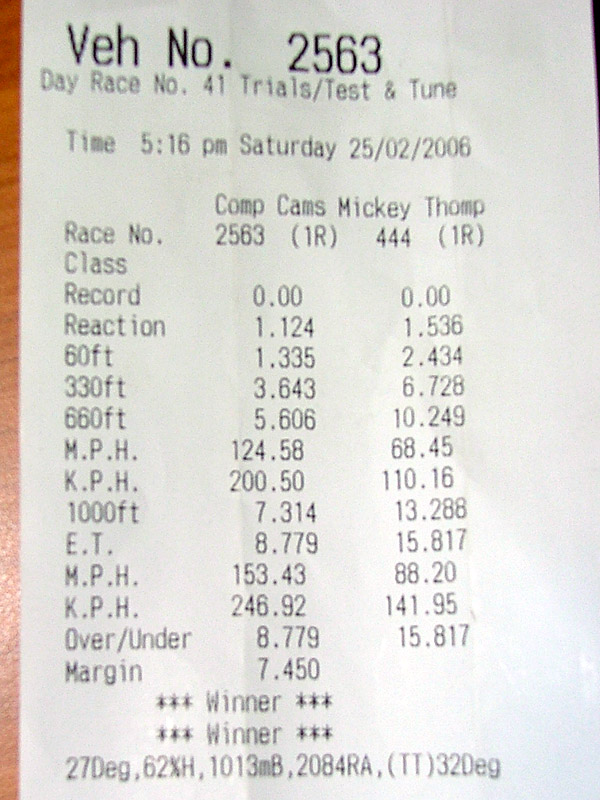 Veh No. 2563
Day Race No. 41 Trials/Test & Tune
Time 5:16 pm Saturday 25/02/2006
Comp Cams Mickey Thomp
Race No. 2563 (1R) 444 (1R)
Class
Record 0.00 0.00
Reaction 1.124 1.536
60ft 1.335 2.434
330ft 3.643 6.728
660ft 5.606 10.249
M.P.H. 124.58 68.45
K.P.H. 200.50 110.16
1000ft 7.314 13.288
E.T. 8.779 15.817
M.P.H. 153.43 88.20
K.P.H. 246.92 141.95
Over/Under 8.779 15.817
Margin 7.450
*** Winner ***
*** Winner ***
27Deg,62%H,1013mB,2084RA,(TT)32Deg